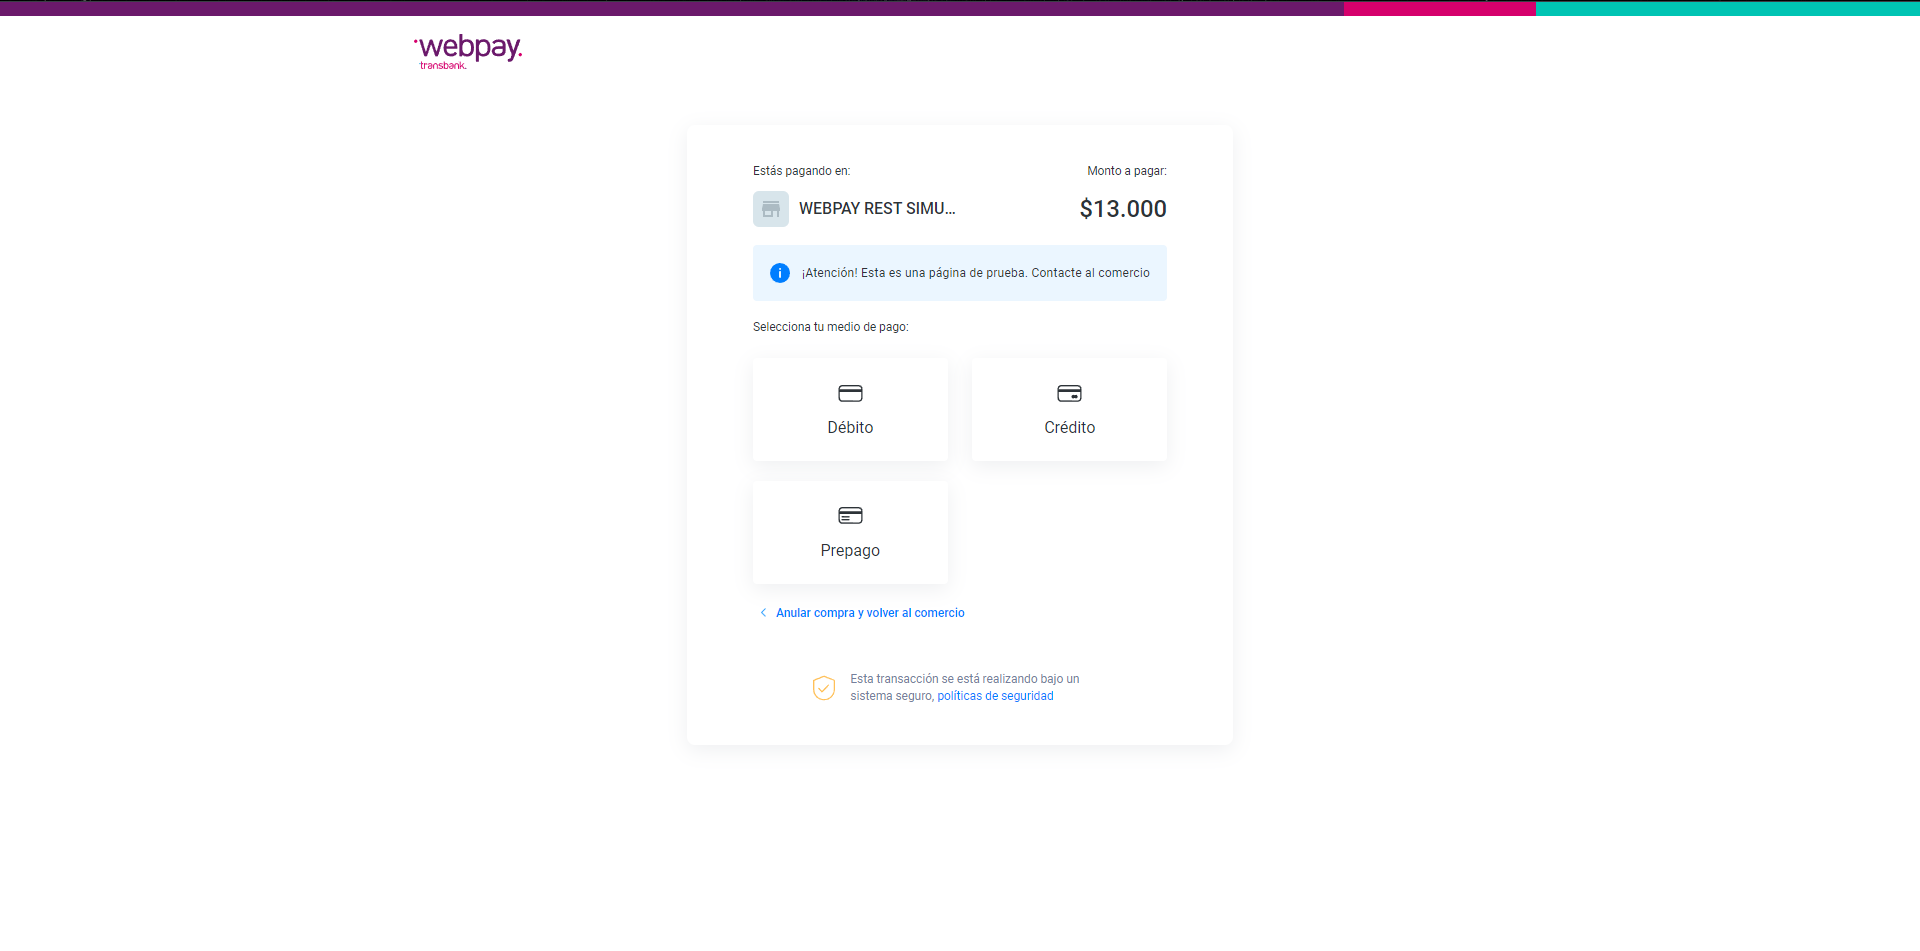 webpay.
transbank.
Estás pagando en:
Monto a pagar:
WEBPAY REST SIMU...
$13.000
¡Atención! Esta es una página de prueba. Contacte al comercio
Selecciona tu medio de pago:
Débito
Crédito
Prepago
Anular compra y volver al comercio
Esta transacción se está realizando bajo un
sistema seguro, políticas de seguridad